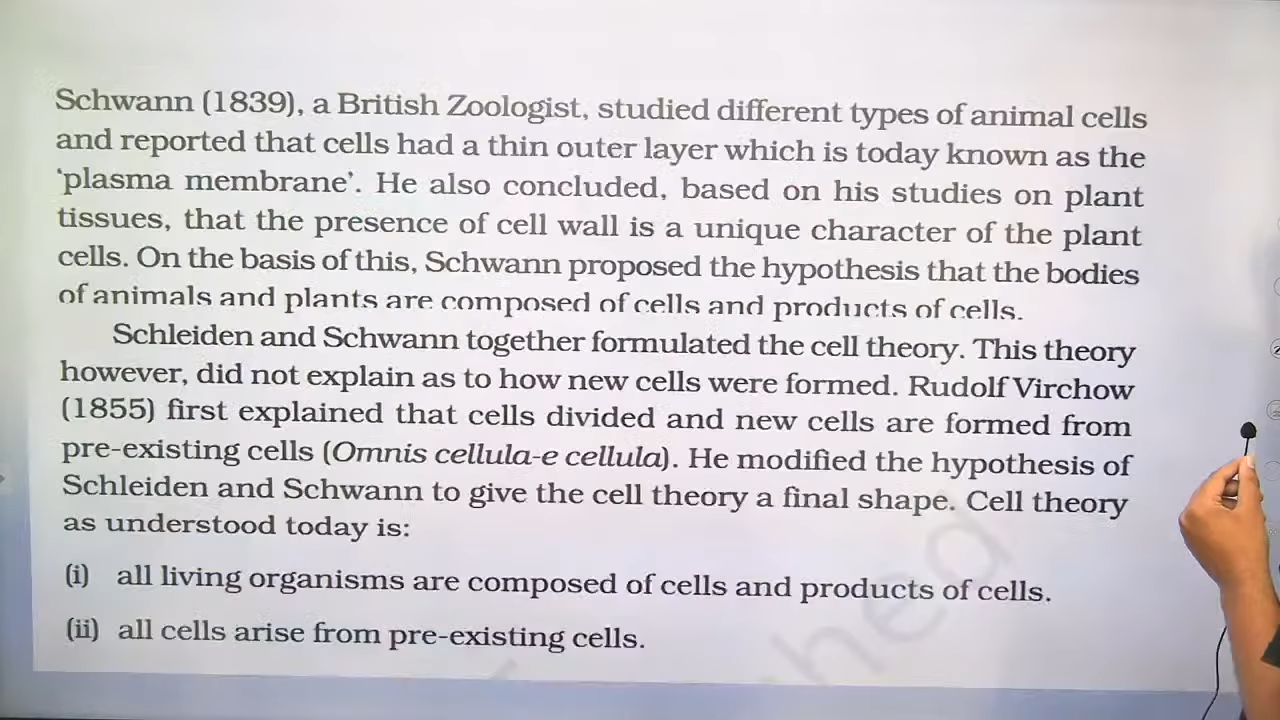 Schwann (1839), a British Zoologist, studied different types of animal cells
and reported that cells had a thin outer layer which is today known as the
‘plasma membrane’. He also concluded, based on his studies on plant
tissues, that the presence of cell wall is a unique character of the plant
cells. On the basis of this, Schwann proposed the hypothesis that the bodies
of animals and plants are composed of cells and products of cells.
Schleiden and Schwann together formulated the cell theory. This theory
however, did not explain as to how new cells were formed. Rudolf Virchow
(1855) first explained that cells divided and new cells are formed from
pre-existing cells (Omnis cellula-e cellula). He modified the hypothesis of
Schleiden and Schwann to give the cell theory a final shape. Cell theory
as understood today is:
(i) all living organisms are composed of cells and products of cells.
(ii) all cells arise from pre-existing cells.